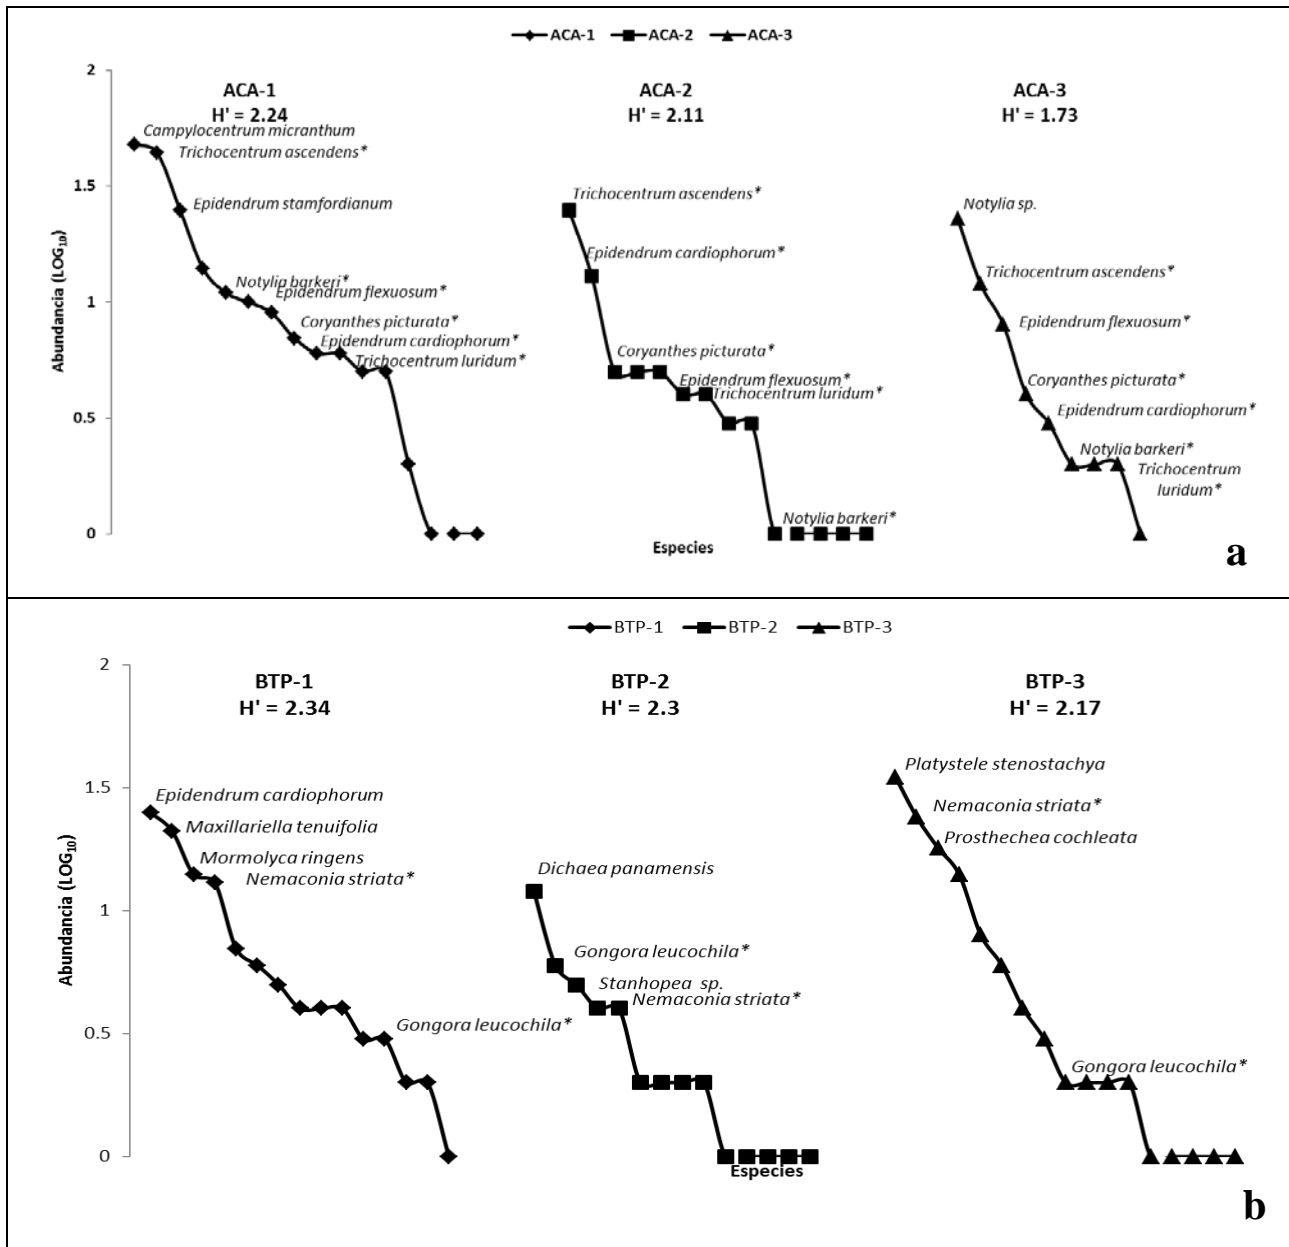 ACA-1 ACA-2 ACA-3
2
1.5
1
0.5
0
Abundancia (LOG10)
ACA-1
H' = 2.24
Campylocentrum micranthum
Trichocentrum ascendens*
Epidendrum stamfordianum
Notylia barkeri*
Epidendrum flexuosum*
Coryanthes picturata*
Epidendrum cardiophorum*
Trichocentrum luridum*
ACA-2
H' = 2.11
Trichocentrum ascendens*
Epidendrum cardiophorum*
Coryanthes picturata*
Epidendrum flexuosum*
Trichocentrum luridum*
Notylia barkeri*
ACA-3
H' = 1.73
Notylia sp.
Trichocentrum ascendens*
Epidendrum flexuosum*
Coryanthes picturata*
Epidendrum cardiophorum*
Notylia barkeri*
Trichocentrum
luridum*
Especies
a
BTP-1 BTP-2 BTP-3
2
1.5
1
0.5
0
Abundancia (LOG10)
BTP-1
H' = 2.34
Epidendrum cardiophorum
Maxillariella tenuifolia
Mormolyca ringens
Nemaconia striata*
Gongora leucochila*
BTP-2
H' = 2.3
Dichaea panamensis
Gongora leucochila*
Stanhopea sp.
Nemaconia striata*
BTP-3
H' = 2.17
Platystele stenostachya
Nemaconia striata*
Prosthechea cochleata
Gongora leucochila*
Especies
b